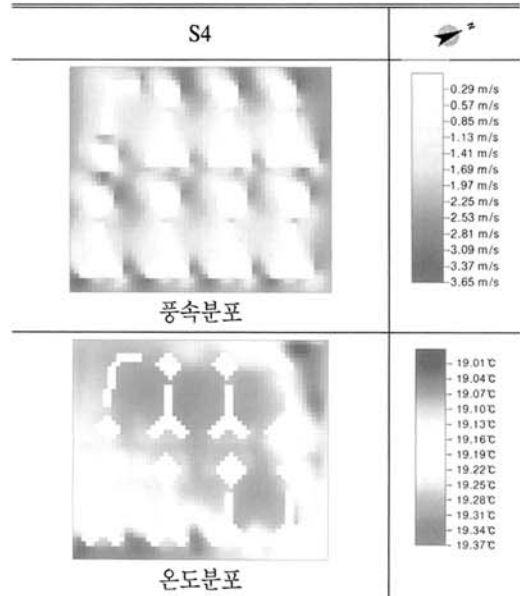 S4
N
0.29 m/s
0.57 m/s
0.85 m/s
1.13 m/s
1.41 m/s
1.69 m/s
1.97 m/s
2.25 m/s
2.53 m/s
2.81 m/s
3.09 m/s
3.37 m/s
3.65 m/s
풍속분포
19.01℃
19.04℃
19.07℃
19.10℃
19.13℃
19.16℃
19.19℃
19.22℃
19.25℃
19.28℃
19.31℃
19.34℃
19.37℃
온도분포